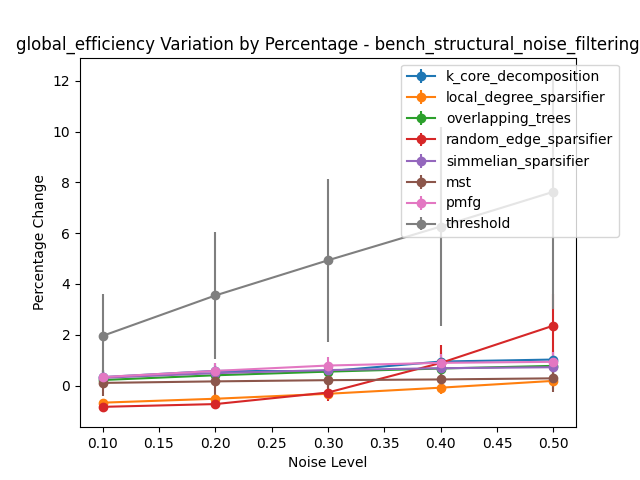 global_efficiency Variation by Percentage - bench_structural_noise_filtering
12
10
8
6
4
2
0
Percentage Change
k_core_decomposition
local_degree_sparsifier
overlapping_trees
random_edge_sparsifier
simmelian_sparsifier
mst
pmfg
threshold
0.10 0.15 0.20 0.25 0.30 0.35 0.40 0.45 0.50
Noise Level